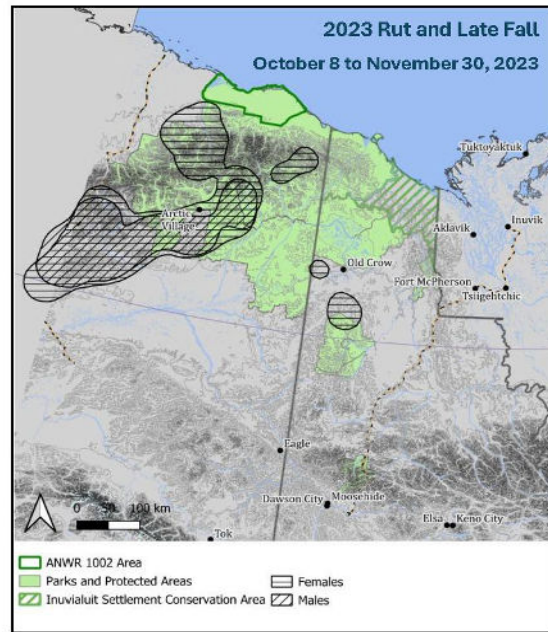 2023 Rut and Late Fall
October 8 to November 30, 2023
Tuktoyaktuk
Arctic
Village
Aklavik
Inuvik
Old Crow
Fort McPherson
Tsiigehtchic
Eagle
Dawson City
Moosehide
Elsa
Keno City
Tok
0 50 100 km
ANWR 1002 Area
Parks and Protected Areas
Females
Inuvialuit Settlement Conservation Area
Males